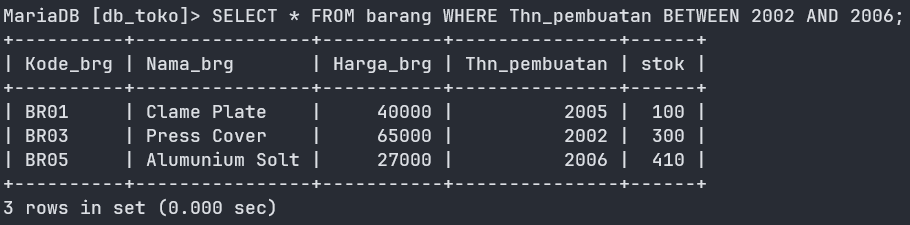 MariaDB [db_toko]> SELECT * FROM barang WHERE Thn_pembuatan BETWEEN 2002 AND 2006;
+----------+----------------+-----------+---------------+------+
| Kode_brg | Nama_brg       | Harga_brg | Thn_pembuatan | stok |
+----------+----------------+-----------+---------------+------+
| BR01     | Clame Plate    |     40000 |          2005 |  100 |
| BR03     | Press Cover    |     65000 |          2002 |  300 |
| BR05     | Alumunium Solt |     27000 |          2006 |  410 |
+----------+----------------+-----------+---------------+------+
3 rows in set (0.000 sec)